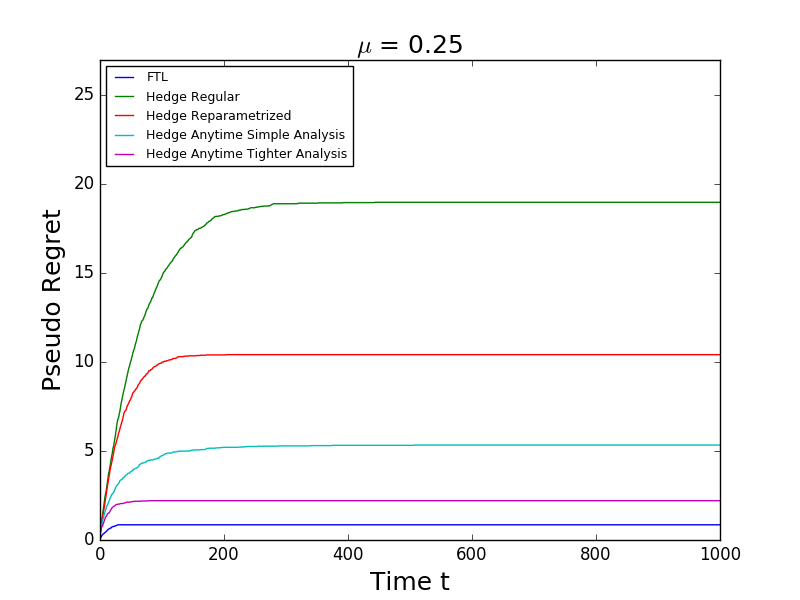 μ = 0.25
FTL
Hedge Regular
Hedge Reparametrized
Hedge Anytime Simple Analysis
Hedge Anytime Tighter Analysis
Pseudo Regret
25
20
15
10
5
0
0 200 400 600 800 1000
Time t